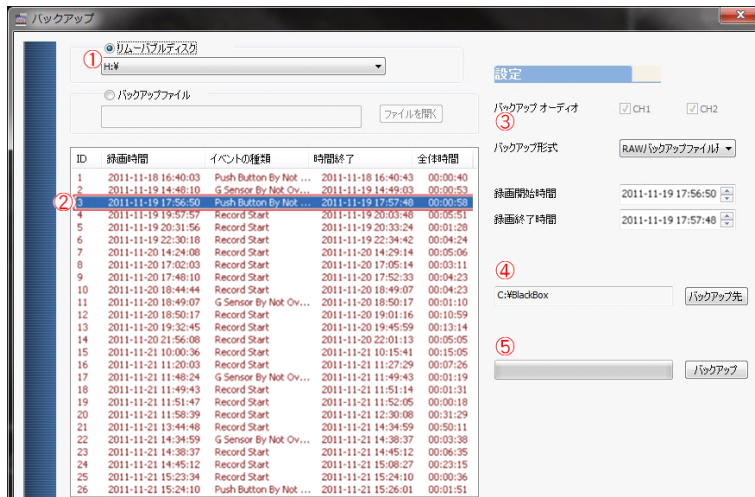 バックアップ
① リムーバブルディスク
H:¥
バックアップファイル
ファイルを開く
ID 録画時間 イベントの種類 時間終了 全体時間
1 2011-11-18 16:40:03 Push Button By Not ... 2011-11-18 16:40:43 00:00:40
2 2011-11-19 14:48:10 G Sensor By Not Ov... 2011-11-19 14:49:03 00:00:53
② 3 2011-11-19 17:56:50 Push Button By Not ... 2011-11-19 17:57:48 00:00:58
4 2011-11-19 19:57:57 Record Start 2011-11-19 20:03:48 00:05:51
5 2011-11-19 20:31:56 Record Start 2011-11-19 20:33:24 00:01:28
6 2011-11-19 22:30:18 Record Start 2011-11-19 22:34:42 00:04:24
7 2011-11-20 14:24:08 Record Start 2011-11-20 14:29:14 00:05:06
8 2011-11-20 17:02:03 Record Start 2011-11-20 17:05:14 00:03:11
9 2011-11-20 17:48:10 Record Start 2011-11-20 17:52:33 00:04:23
10 2011-11-20 18:44:44 Record Start 2011-11-20 18:49:07 00:04:23
11 2011-11-20 18:49:07 G Sensor By Not Ov... 2011-11-20 18:50:17 00:01:10
12 2011-11-20 18:50:17 Record Start 2011-11-20 19:01:16 00:10:59
13 2011-11-20 19:32:45 Record Start 2011-11-20 19:45:59 00:13:14
14 2011-11-20 21:56:08 Record Start 2011-11-20 22:01:13 00:05:05
15 2011-11-21 10:00:36 Record Start 2011-11-21 10:15:41 00:15:05
16 2011-11-21 11:20:03 Record Start 2011-11-21 11:27:29 00:07:26
17 2011-11-21 11:48:24 G Sensor By Not Ov... 2011-11-21 11:49:43 00:01:19
18 2011-11-21 11:49:43 Record Start 2011-11-21 11:51:14 00:01:31
19 2011-11-21 11:51:47 Record Start 2011-11-21 11:52:05 00:00:18
20 2011-11-21 11:58:39 Record Start 2011-11-21 12:30:08 00:31:29
21 2011-11-21 13:44:48 Record Start 2011-11-21 14:34:59 00:50:11
22 2011-11-21 14:34:59 G Sensor By Not Ov... 2011-11-21 14:38:37 00:03:38
23 2011-11-21 14:38:37 Record Start 2011-11-21 14:45:12 00:06:35
24 2011-11-21 14:45:12 Record Start 2011-11-21 15:08:27 00:23:15
25 2011-11-21 15:23:34 Record Start 2011-11-21 15:24:10 00:00:36
26 2011-11-21 15:24:10 Push Button By Not ... 2011-11-21 15:26:01 00:01:51
設定
バックアップ オーディオ CH1 CH2
③
バックアップ形式 RAW/バックアップファイル
録画開始時間 2011-11-19 17:56:50
録画終了時間 2011-11-19 17:57:48
④
C:¥BlackBox バックアップ先
⑤
バックアップ